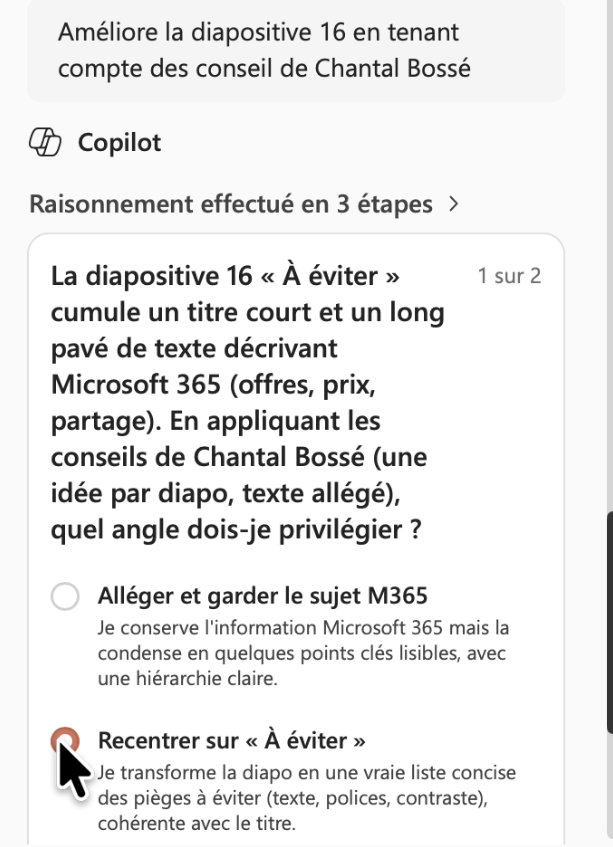 Améliore la diapositive 16 en tenant
compte des conseil de Chantal Bossé
Copilot
Raisonnement effectué en 3 étapes >
La diapositive 16 « À éviter »
1 sur 2
cumule un titre court et un long
pavé de texte décrivant
Microsoft 365 (offres, prix,
partage). En appliquant les
conseils de Chantal Bossé (une
idée par diapo, texte allégé),
quel angle dois-je privilégier ?
Alléger et garder le sujet M365
Je conserve l'information Microsoft 365 mais la
condense en quelques points clés lisibles, avec
une hiérarchie claire.
Recentrer sur « À éviter »
Je transforme la diapo en une vraie liste concise
des pièges à éviter (texte, polices, contraste),
cohérente avec le titre.